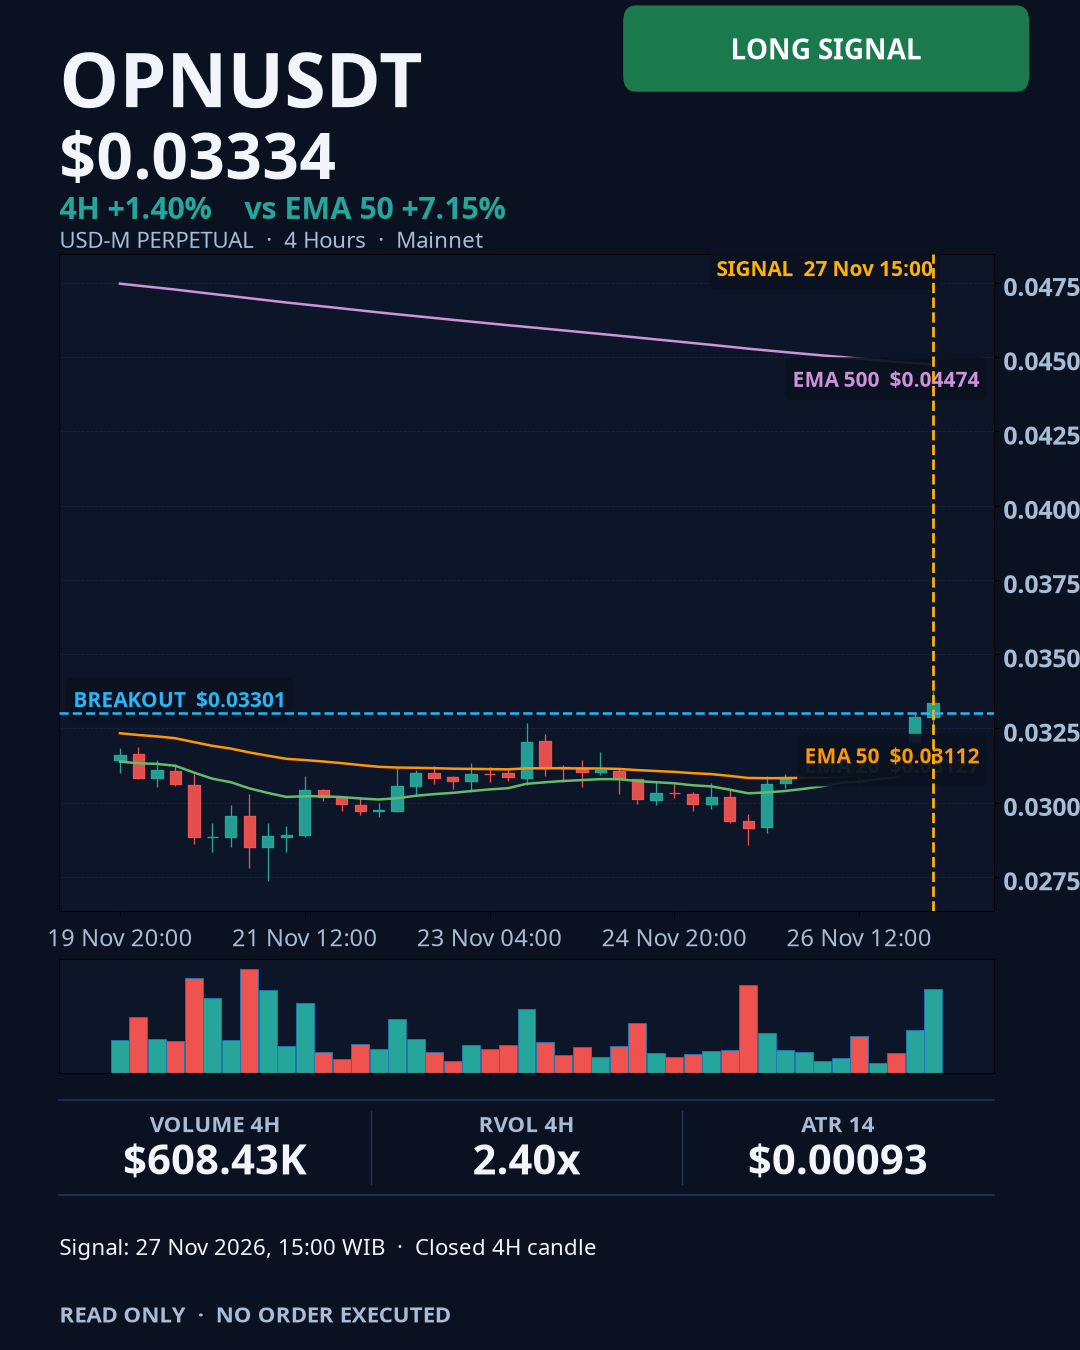 LONG SIGNAL
OPNUSDT
$0.03334
4H +1.40% vs EMA 50 +7.15%
USD-M PERPETUAL · 4 Hours · Mainnet
SIGNAL 27 Nov 15:00
0.0475
0.0450
EMA 500 $0.04474
0.0425
0.0400
0.0375
0.0350
BREAKOUT $0.03301
0.0325
EMA 50 $0.03112
0.0300
0.0275
19 Nov 20:00 21 Nov 12:00 23 Nov 04:00 24 Nov 20:00 26 Nov 12:00
VOLUME 4H RVOL 4H ATR 14
$608.43K 2.40x $0.00093
Signal: 27 Nov 2026, 15:00 WIB · Closed 4H candle
READ ONLY · NO ORDER EXECUTED